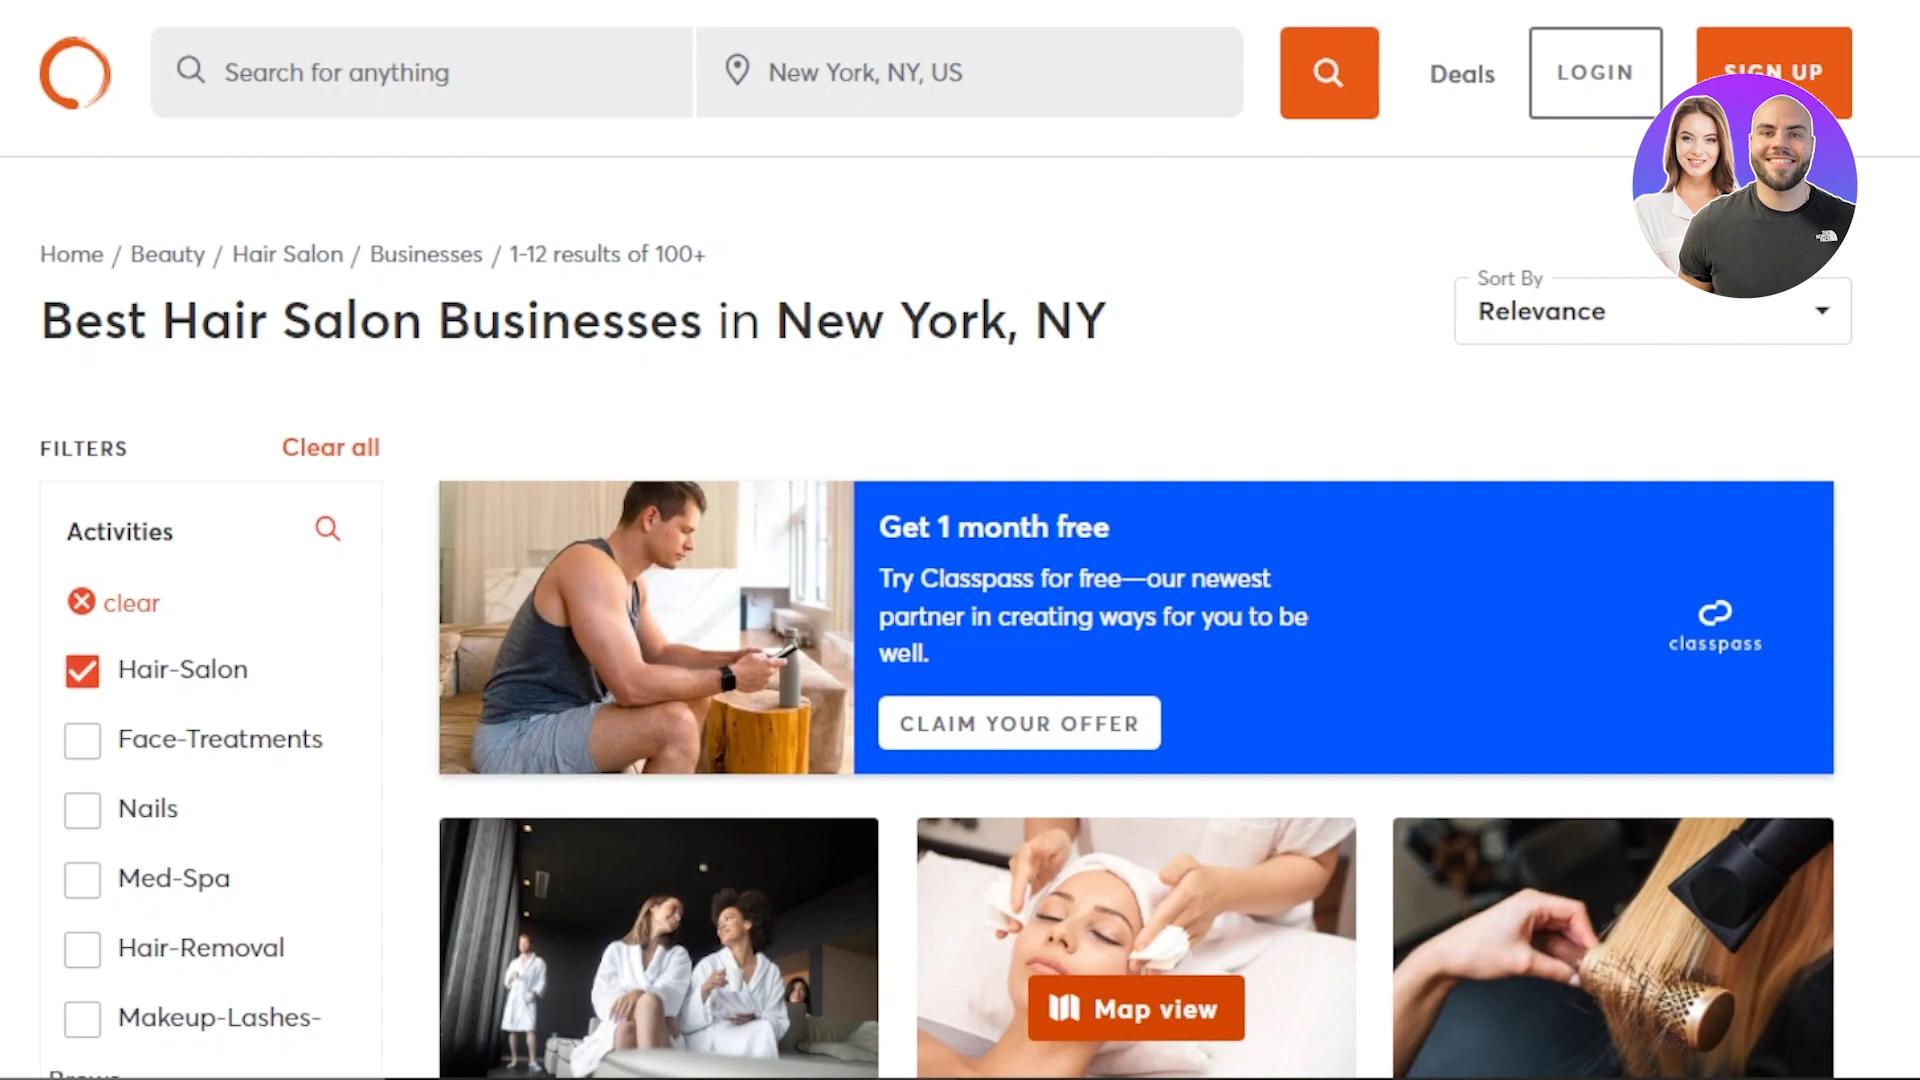 Search for anything
New York, NY, US
Deals
LOGIN
SIGN UP
Home / Beauty / Hair Salon / Businesses / 1-12 results of 100+
Best Hair Salon Businesses in New York, NY
Sort By
Relevance
FILTERS
Clear all
Activities
clear
Hair-Salon
Face-Treatments
Nails
Med-Spa
Hair-Removal
Makeup-Lashes-
Brows
Get 1 month free
Try Classpass for free—our newest
partner in creating ways for you to be
well.
CLAIM YOUR OFFER
classpass
Map view